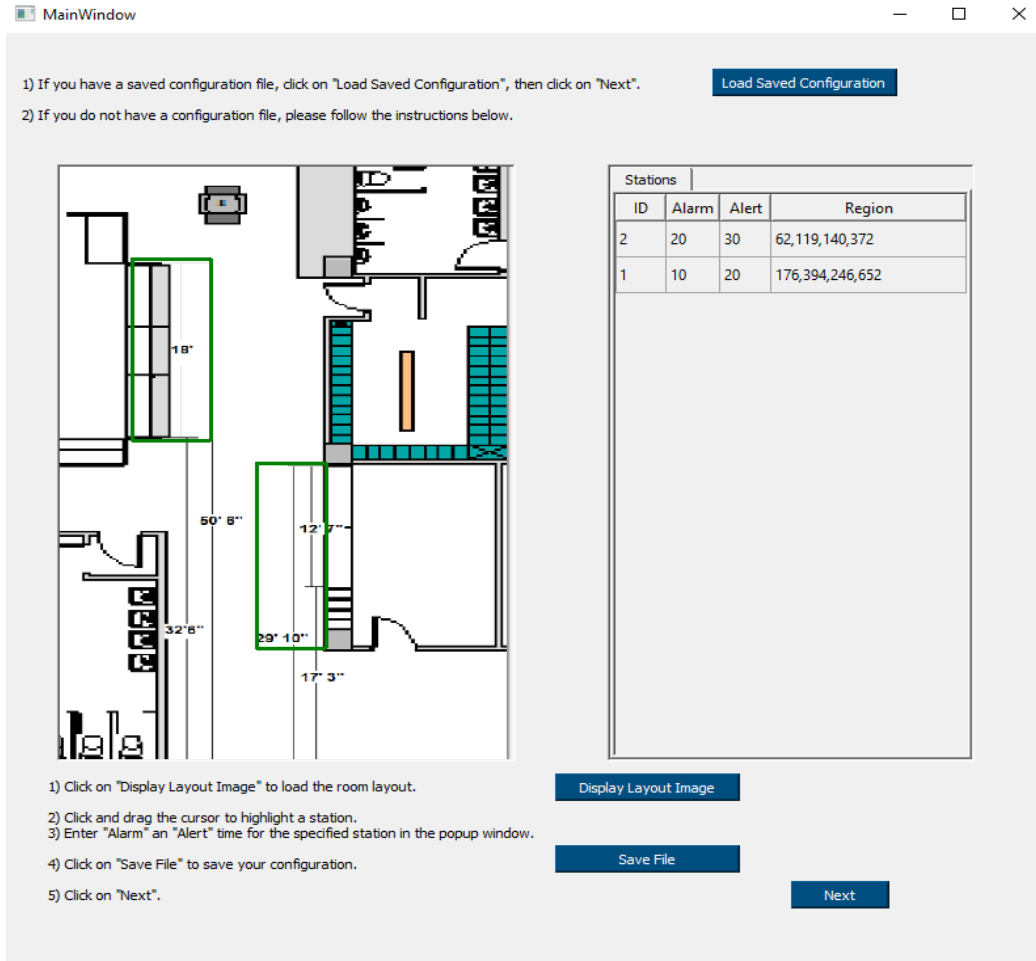 MainWindow
1) If you have a saved configuration file, click on "Load Saved Configuration", then click on "Next".
Load Saved Configuration
2) If you do not have a configuration file, please follow the instructions below.
18'
50' 6"
12' 7"
32'6"
29' 10"
17' 3"
Stations
ID Alarm Alert Region
2 20 30 62,119,140,372
1 10 20 176,394,246,652
1) Click on "Display Layout Image" to load the room layout.
Display Layout Image
2) Click and drag the cursor to highlight a station.
3) Enter "Alarm" an "Alert" time for the specified station in the popup window.
4) Click on "Save File" to save your configuration.
Save File
5) Click on "Next".
Next